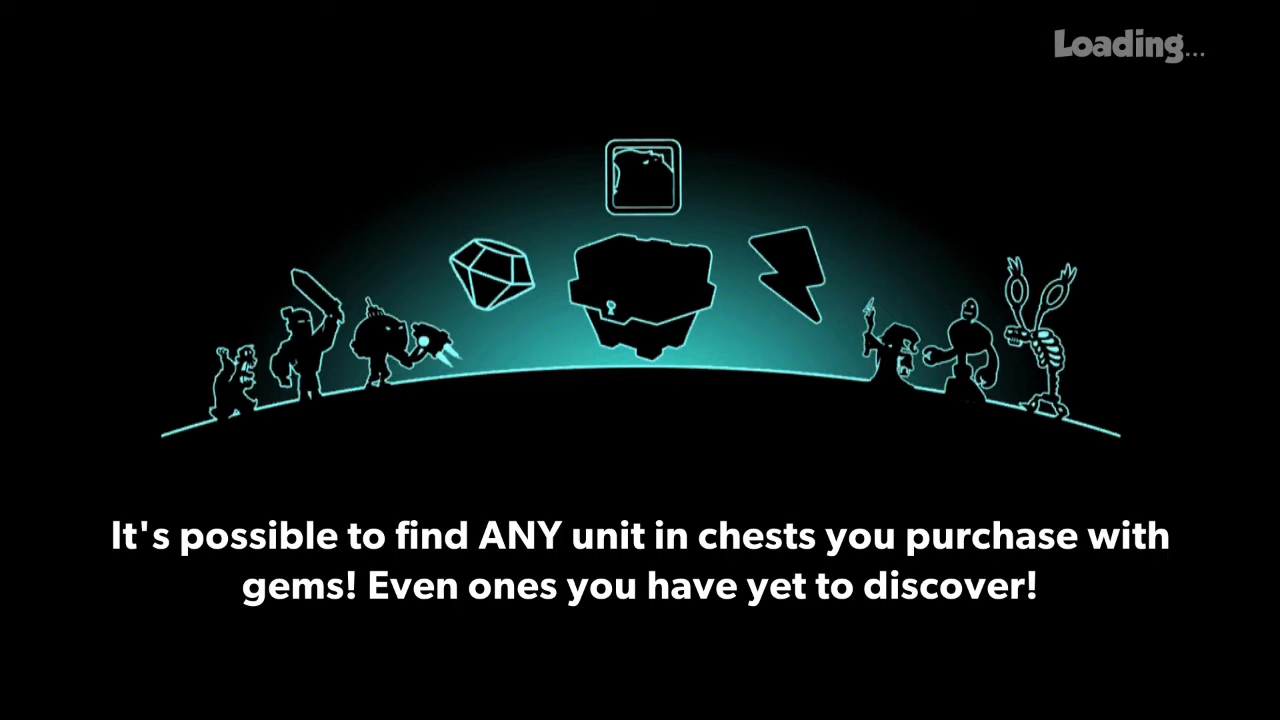 Loading...
It's possible to find ANY unit in chests you purchase with
gems! Even ones you have yet to discover!